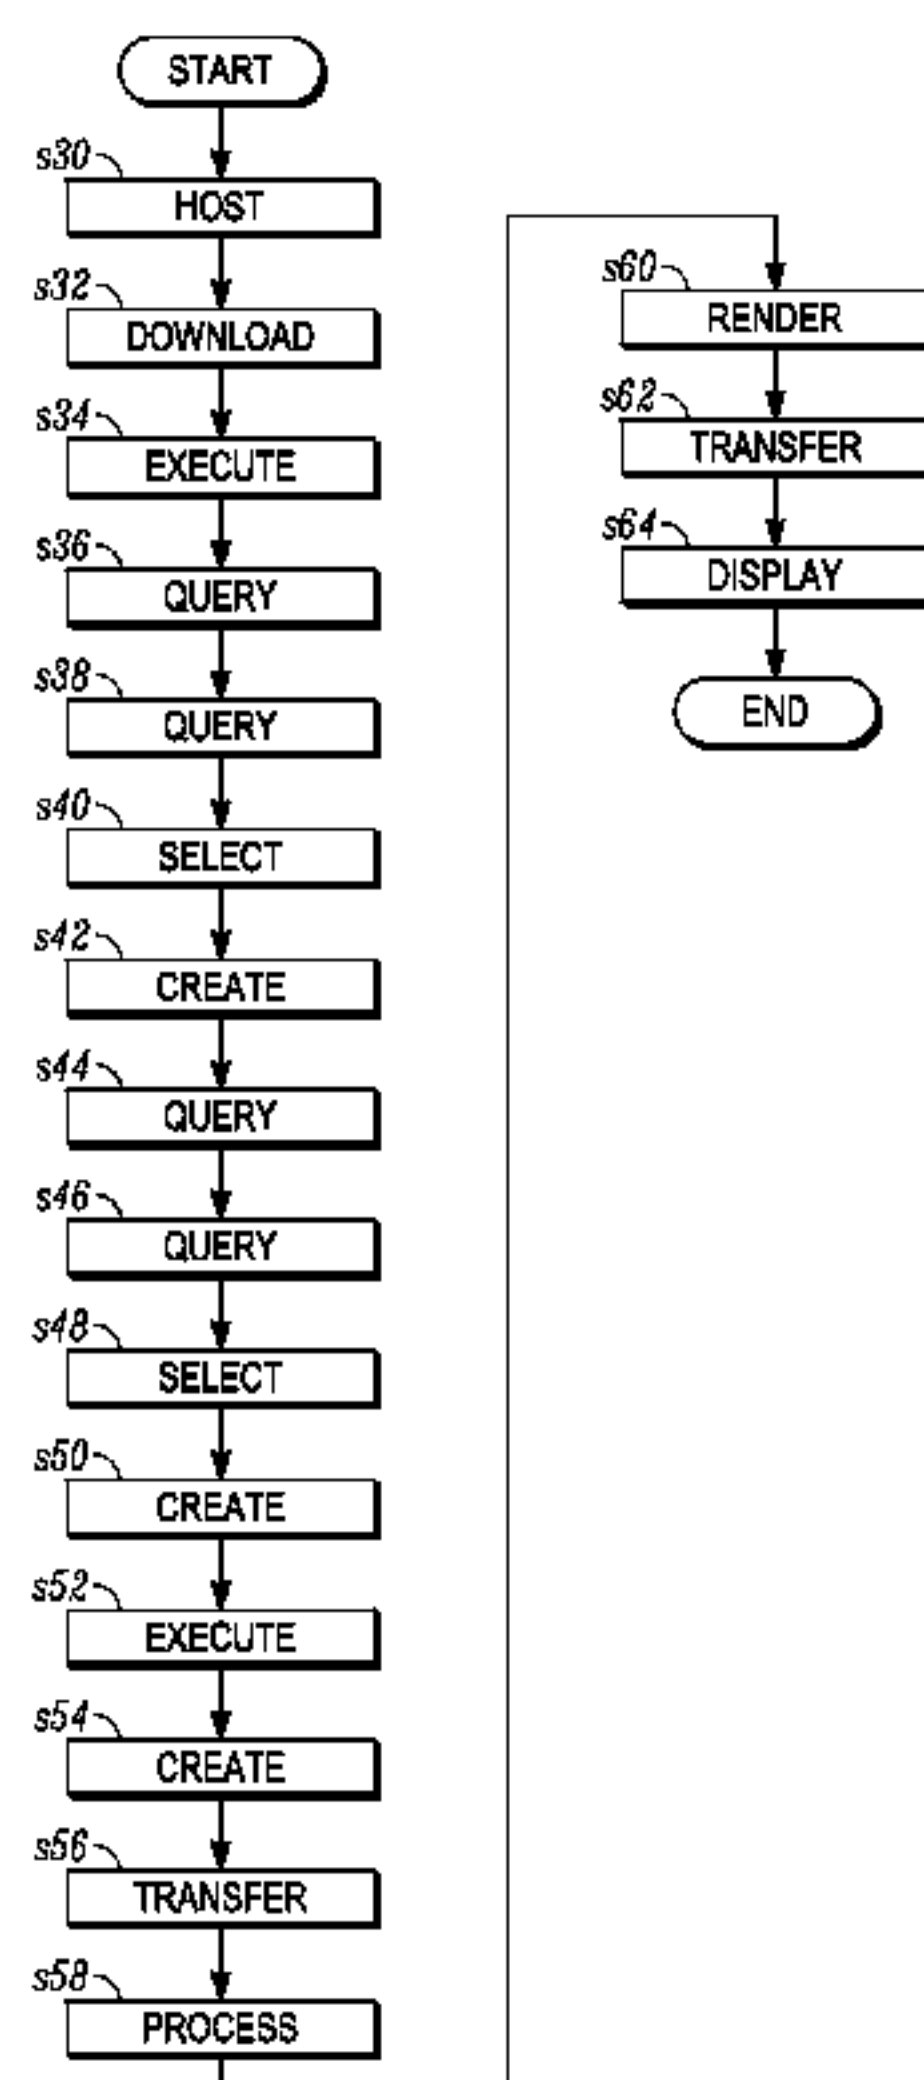 START
s30
HOST
s32
DOWNLOAD
s34
EXECUTE
s36
QUERY
s38
QUERY
s40
SELECT
s42
CREATE
s44
QUERY
s46
QUERY
s48
SELECT
s50
CREATE
s52
EXECUTE
s54
CREATE
s56
TRANSFER
s58
PROCESS
s60
RENDER
s62
TRANSFER
s64
DISPLAY
END